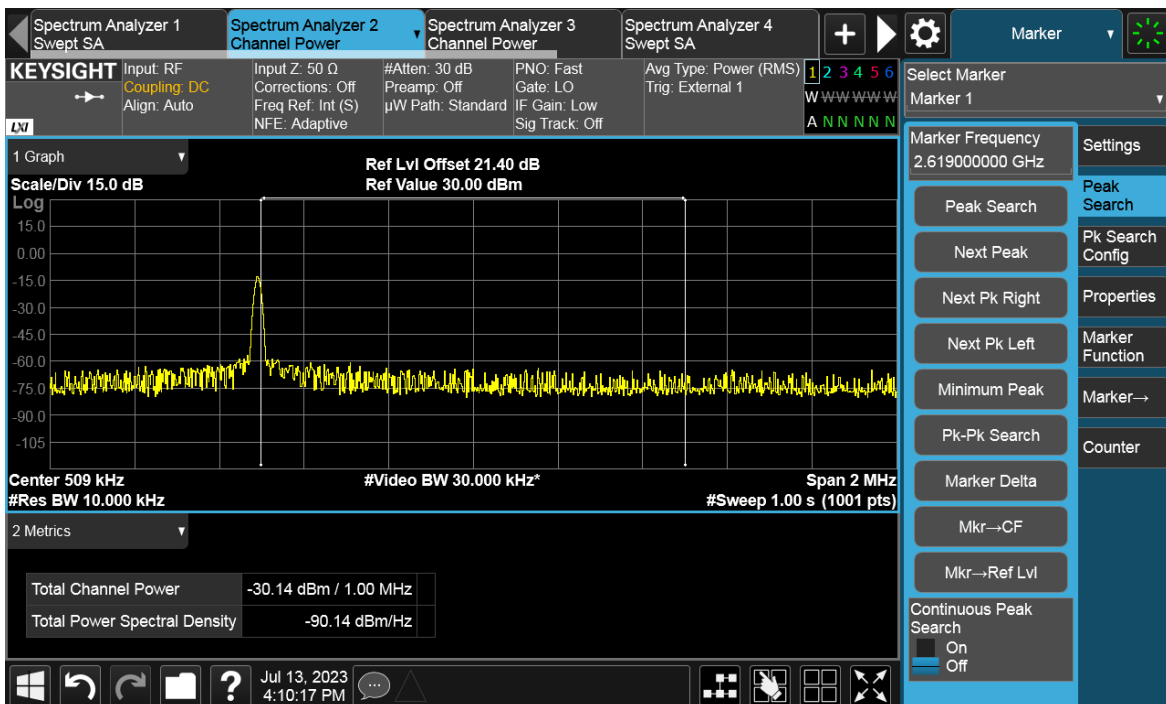 Spectrum Analyzer 1
Swept SA
Spectrum Analyzer 2
Channel Power
Spectrum Analyzer 3
Channel Power
Spectrum Analyzer 4
Swept SA
+
Marker
KEYSIGHT
LXI
Input: RF
Coupling: DC
Align: Auto
Input Z: 50 Ω
Corrections: Off
Freq Ref: Int (S)
NFE: Adaptive
#Atten: 30 dB
Preamp: Off
µW Path: Standard
PNO: Fast
Gate: LO
IF Gain: Low
Sig Track: Off
Avg Type: Power (RMS)
Trig: External 1
1 2 3 4 5 6
W W W W W W
A N N N N N
Select Marker
Marker 1
Marker Frequency
2.619000000 GHz
Peak Search
Next Peak
Next Pk Right
Next Pk Left
Minimum Peak
Pk-Pk Search
Marker Delta
Mkr→CF
Mkr→Ref Lvl
Continuous Peak
Search
On
Off
Settings
Peak
Search
Pk Search
Config
Properties
Marker
Function
Marker→
Counter
1 Graph
Scale/Div 15.0 dB
Ref Lvl Offset 21.40 dB
Ref Value 30.00 dBm
Log
15.0
0.00
-15.0
-30.0
-45.0
-60.0
-75.0
-90.0
-105
Center 509 kHz
#Video BW 30.000 kHz*
Span 2 MHz
#Res BW 10.000 kHz
#Sweep 1.00 s (1001 pts)
2 Metrics
Total Channel Power -30.14 dBm / 1.00 MHz
Total Power Spectral Density -90.14 dBm/Hz
?
Jul 13, 2023
4:10:17 PM